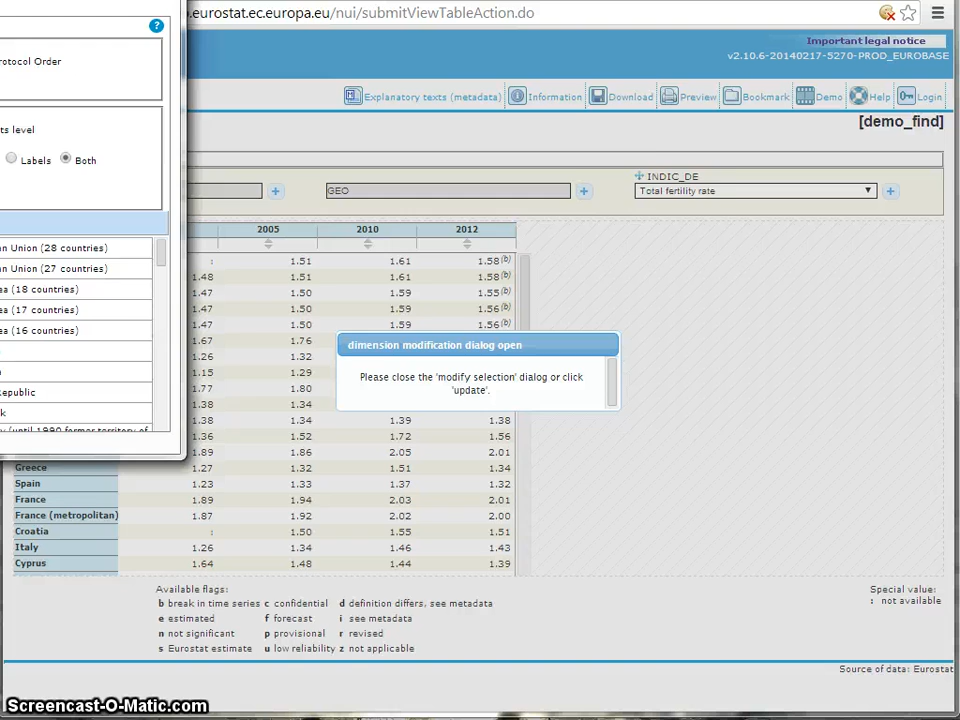 .eurostat.ec.europa.eu/nui/submitViewTableAction.do
Important legal notice
v2.10.6-20140217-5270-PROD_EUROBASE
Explanatory texts (metadata) Information Download Preview Bookmark Demo Help Login
[demo_find]
?
rotocol Order
ts level
Labels Both
n Union (28 countries)
n Union (27 countries)
ea (18 countries)
ea (17 countries)
ea (16 countries)
epublic
k
y (until 1990 former territory of
GEO
INDIC_DE
Total fertility rate
2005 2010 2012
: 1.51 1.61 1.58 (b)
1.48 1.51 1.61 1.58 (b)
1.47 1.50 1.59 1.55 (b)
1.47 1.50 1.59 1.56 (b)
1.47 1.50 1.59 1.56 (b)
1.67 1.76
1.26 1.32
1.15 1.29
1.77 1.80
1.38 1.34
dimension modification dialog open
Please close the 'modify selection' dialog or click
'update'.
1.38 1.34 1.39 1.38
1.36 1.52 1.72 1.56
1.89 1.86 2.05 2.01
Greece 1.27 1.32 1.51 1.34
Spain 1.23 1.33 1.37 1.32
France 1.89 1.94 2.03 2.01
France (metropolitan) 1.87 1.92 2.02 2.00
Croatia : 1.50 1.55 1.51
Italy 1.26 1.34 1.46 1.43
Cyprus 1.64 1.48 1.44 1.39
Available flags:
b break in time series c confidential d definition differs, see metadata
e estimated f forecast i see metadata
n not significant p provisional r revised
s Eurostat estimate u low reliability z not applicable
Special value:
: not available
Source of data: Eurostat
Screencast-O-Matic.com